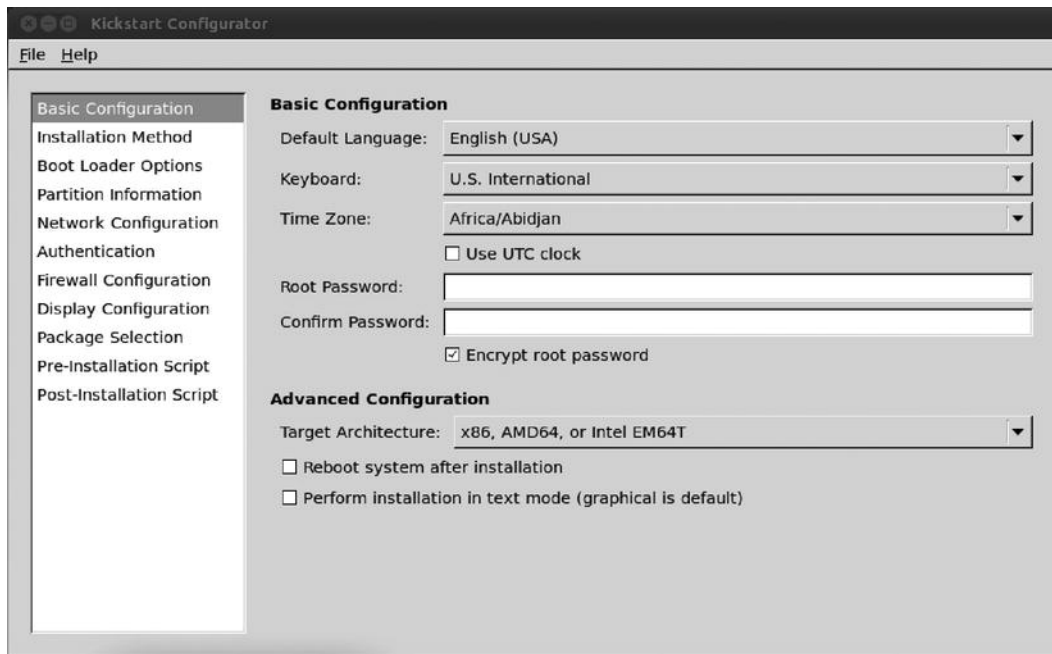 Kickstart Configurator
File Help
Basic Configuration
Installation Method
Boot Loader Options
Partition Information
Network Configuration
Authentication
Firewall Configuration
Display Configuration
Package Selection
Pre-Installation Script
Post-Installation Script
Basic Configuration
Default Language: English (USA)
Keyboard: U.S. International
Time Zone: Africa/Abidjan
Use UTC clock
Root Password:
Confirm Password:
Encrypt root password
Advanced Configuration
Target Architecture: x86, AMD64, or Intel EM64T
Reboot system after installation
Perform installation in text mode (graphical is default)